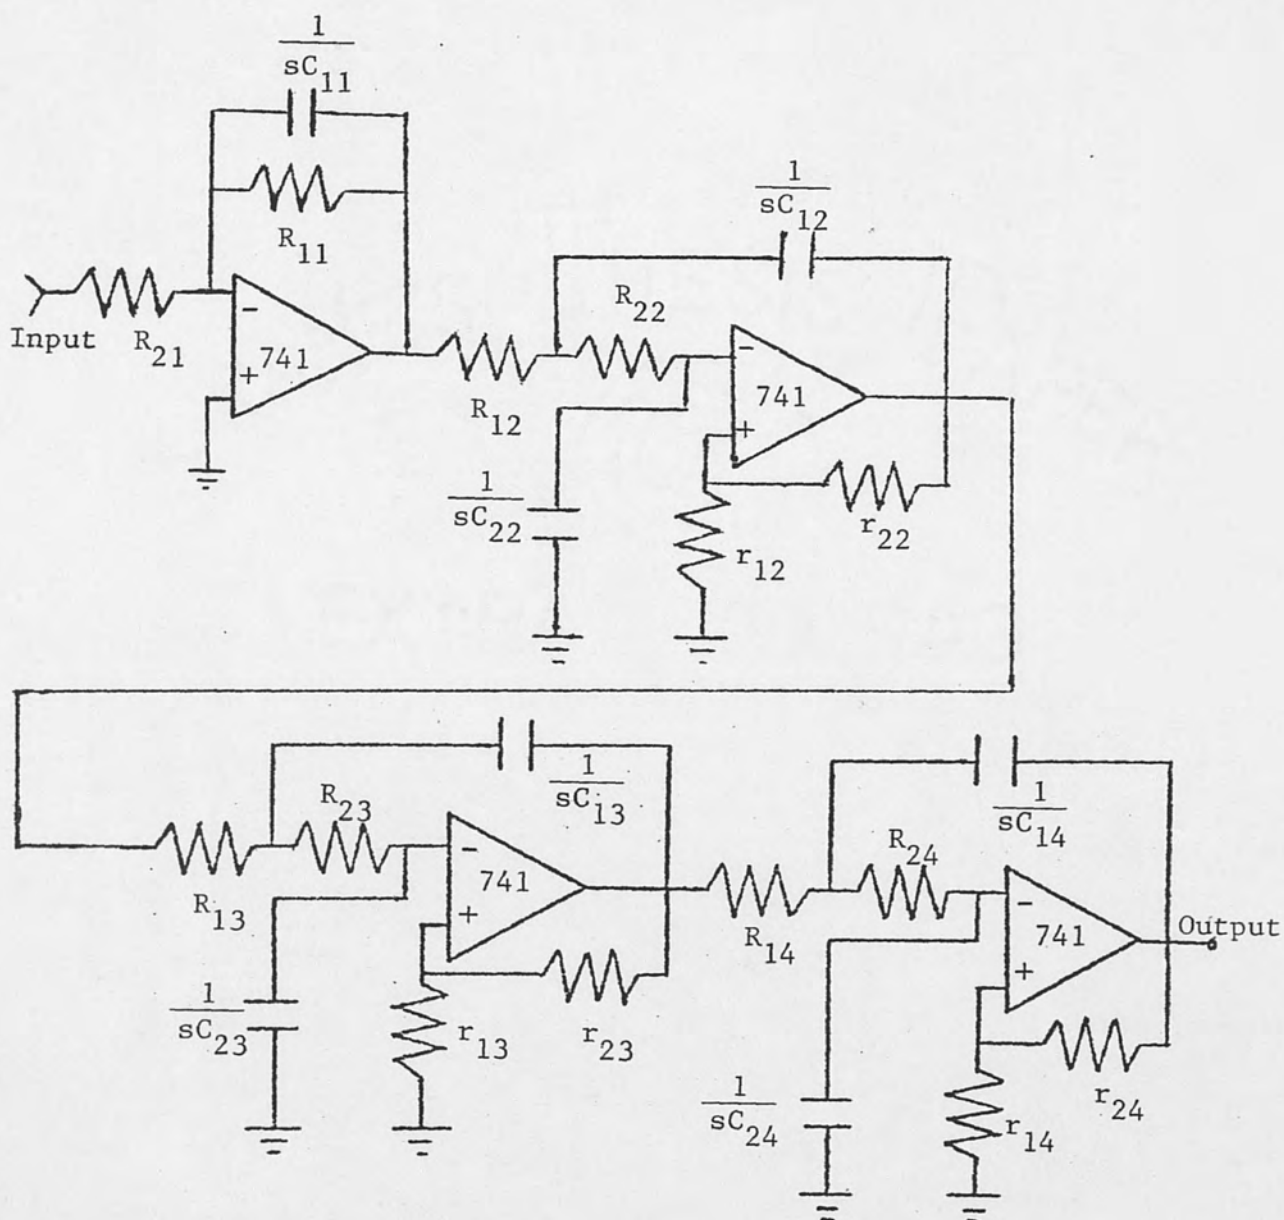 1
sC11
R11
Input
R21
-
+
741
R12
R22
1
sC12
-
+
741
1
sC22
r12
r22
R13
R23
1
sC13
-
+
741
1
sC23
r13
r23
R14
R24
1
sC14
-
+
741
Output
1
sC24
r14
r24